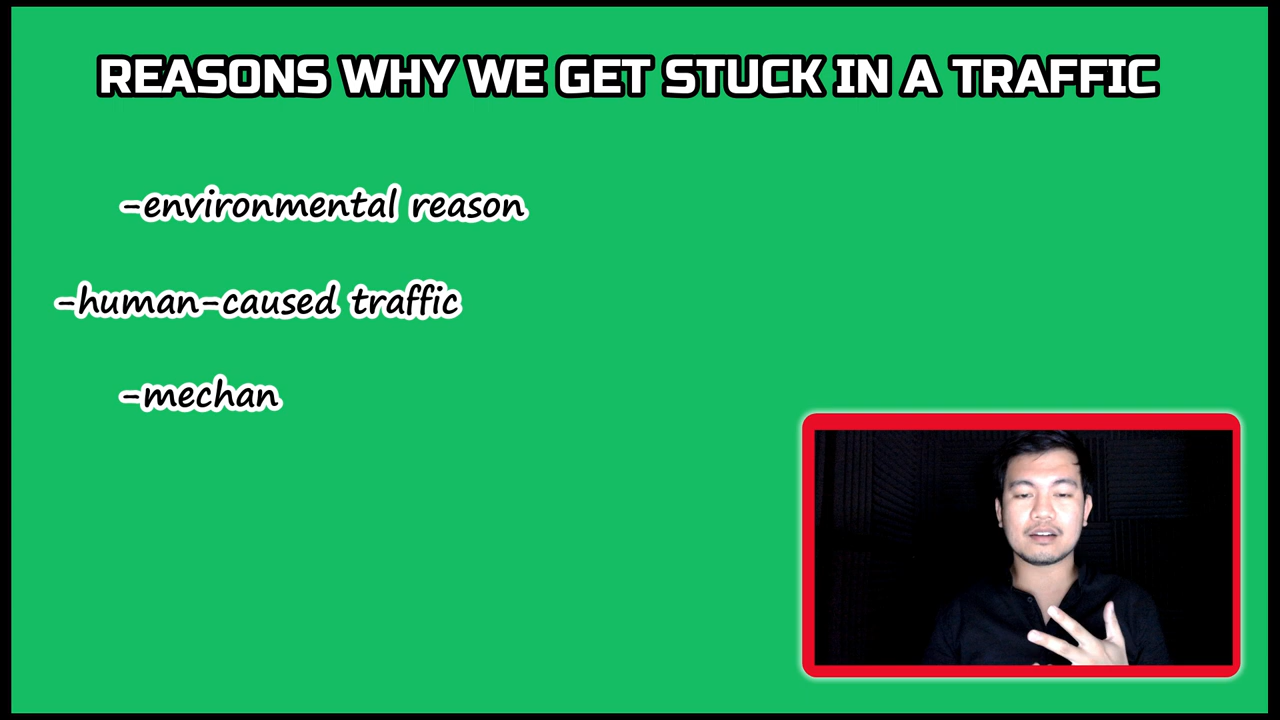 REASONS WHY WE GET STUCK IN A TRAFFIC
-environmental reason
-human-caused traffic
-mechan